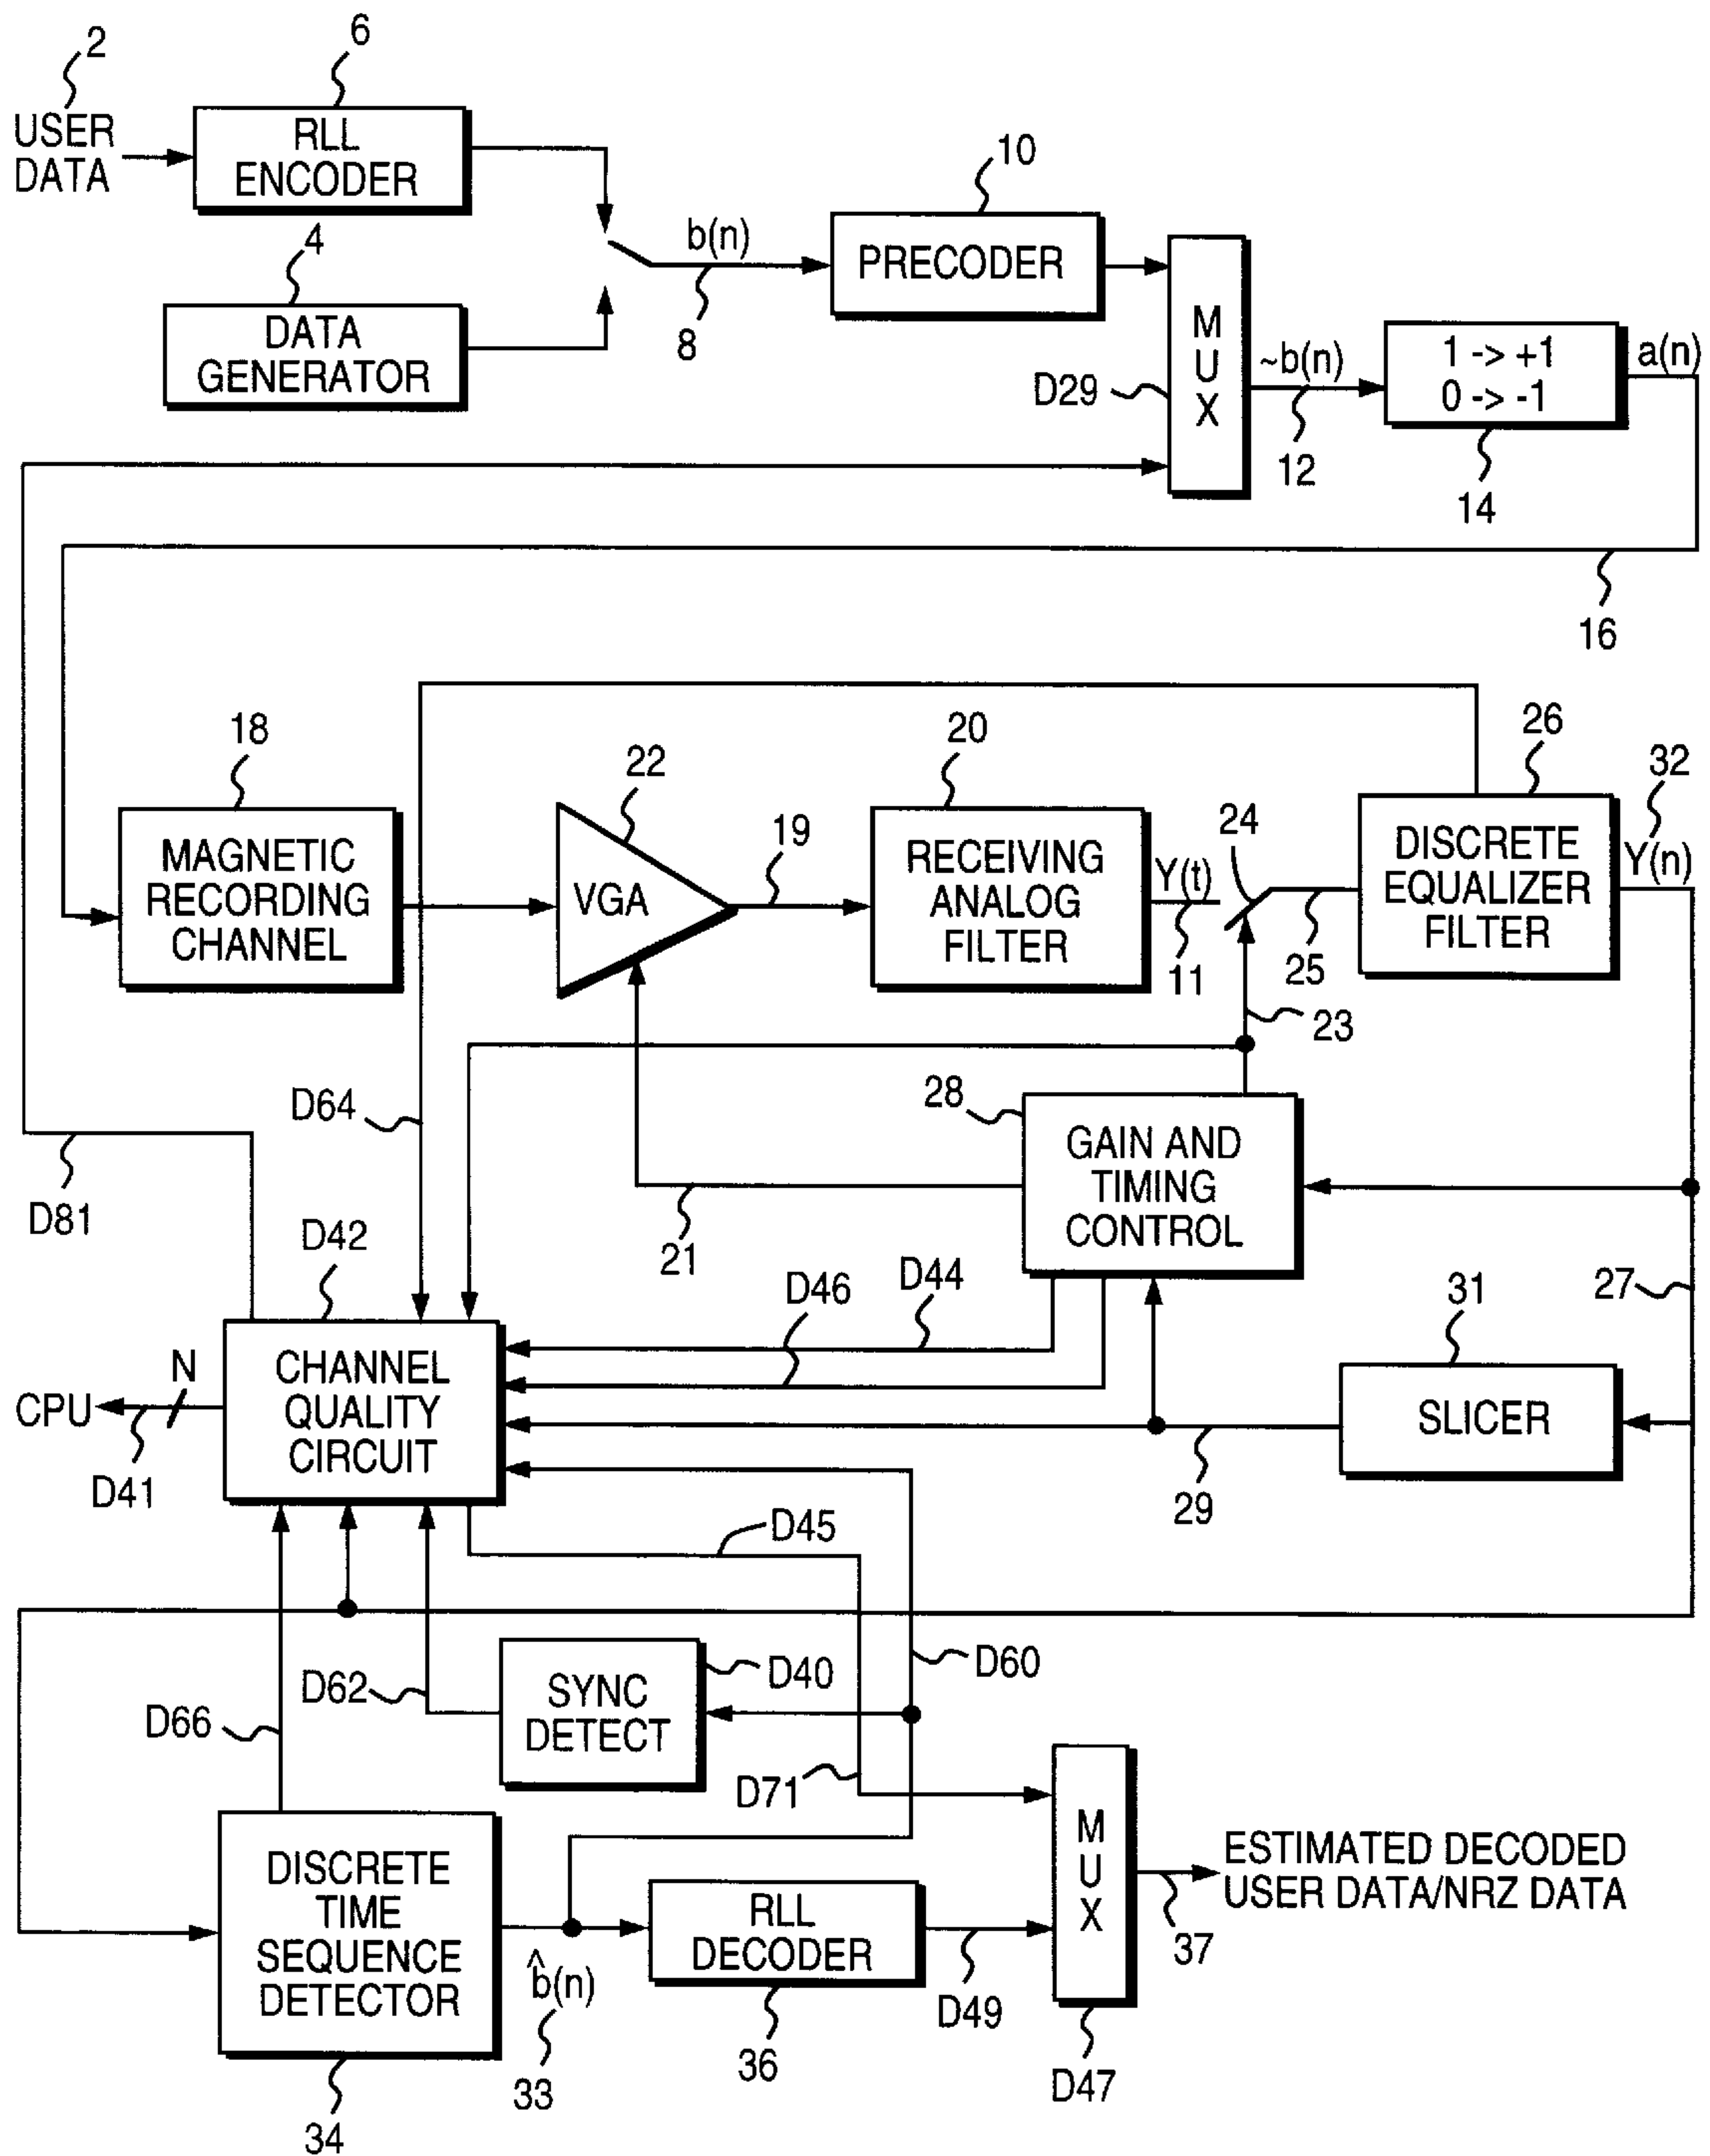 2
6
USER
DATA
RLL
ENCODER
10
4
b(n)
PRECODER
DATA
GENERATOR
8
M
U
X
D29
~b(n)
12
1 -> +1
0 -> -1
a(n)
14
16
18
22
20
26
32
19
24
MAGNETIC
RECORDING
CHANNEL
VGA
RECEIVING
ANALOG
FILTER
Y(t)
11
25
DISCRETE
EQUALIZER
FILTER
Y(n)
23
D64
28
GAIN AND
TIMING
CONTROL
D81
D42
21
D44
D46
31
27
CHANNEL
QUALITY
CIRCUIT
N
CPU
D41
SLICER
29
D45
D62
SYNC
DETECT
D40
D60
D66
D71
M
U
X
DISCRETE
TIME
SEQUENCE
DETECTOR
RLL
DECODER
ESTIMATED DECODED
USER DATA/NRZ DATA
b̂(n)
D49
37
33
36
D47
34